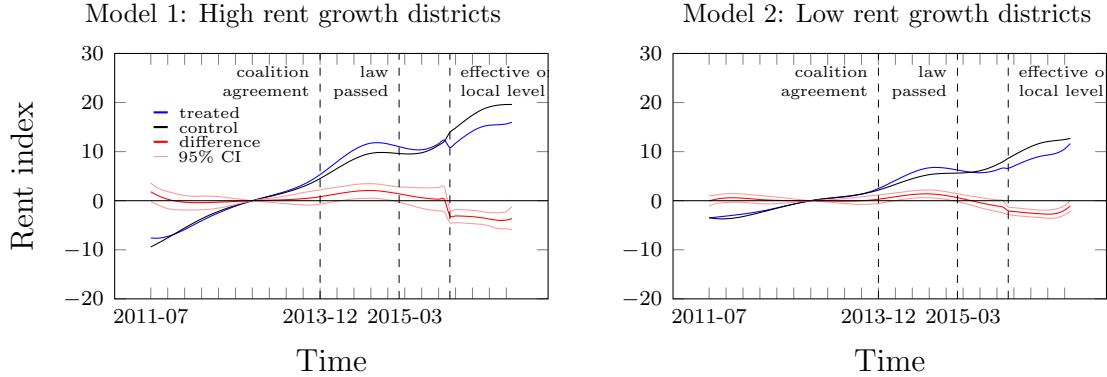 Model 1: High rent growth districts
30
20
10
0
−10
−20
Rent index
coalition
agreement
law
passed
effective o
local level
treated
control
difference
95% CI
2011-07
2013-12
2015-03
Time
Model 2: Low rent growth districts
30
20
10
0
−10
−20
coalition
agreement
law
passed
effective o
local level
2011-07
2013-12
2015-03
Time